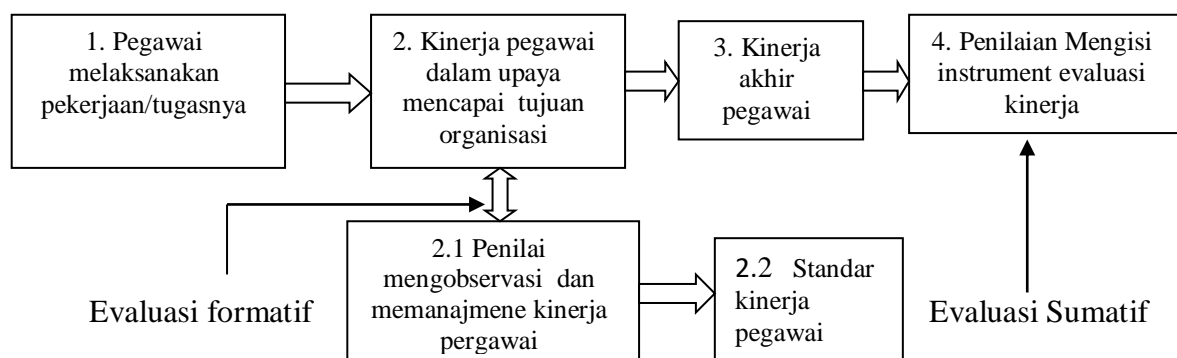 1. Pegawai
melaksanakan
pekerjaan/tugasnya
2. Kinerja pegawai
dalam upaya
mencapai tujuan
organisasi
3. Kinerja
akhir
pegawai
4. Penilaian Mengisi
instrument evaluasi
kinerja
2.1 Penilai
mengobservasi dan
memanajmene kinerja
pergawai
2.2 Standar
kinerja
pegawai
Evaluasi formatif
Evaluasi Sumatif